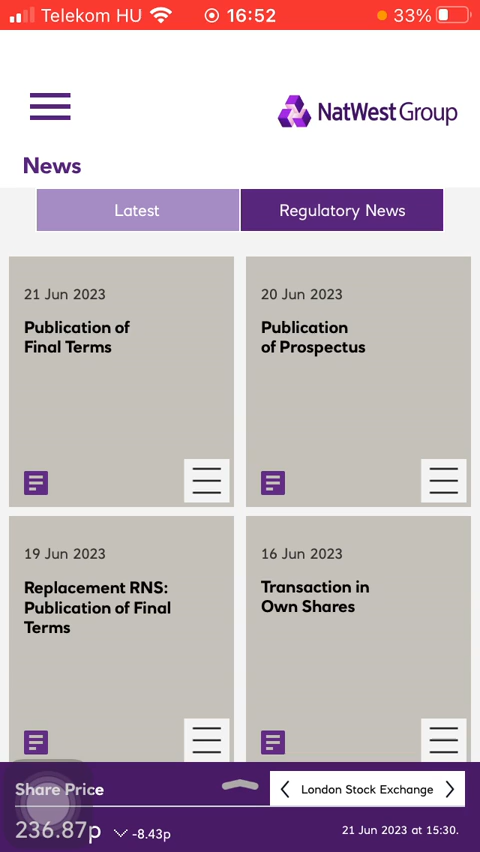 Telekom HU 16:52 33%
NatWest Group
News
Latest
Regulatory News
21 Jun 2023
Publication of
Final Terms
20 Jun 2023
Publication
of Prospectus
19 Jun 2023
Replacement RNS:
Publication of Final
Terms
16 Jun 2023
Transaction in
Own Shares
Share Price
London Stock Exchange
236.87p -8.43p
21 Jun 2023 at 15:30.